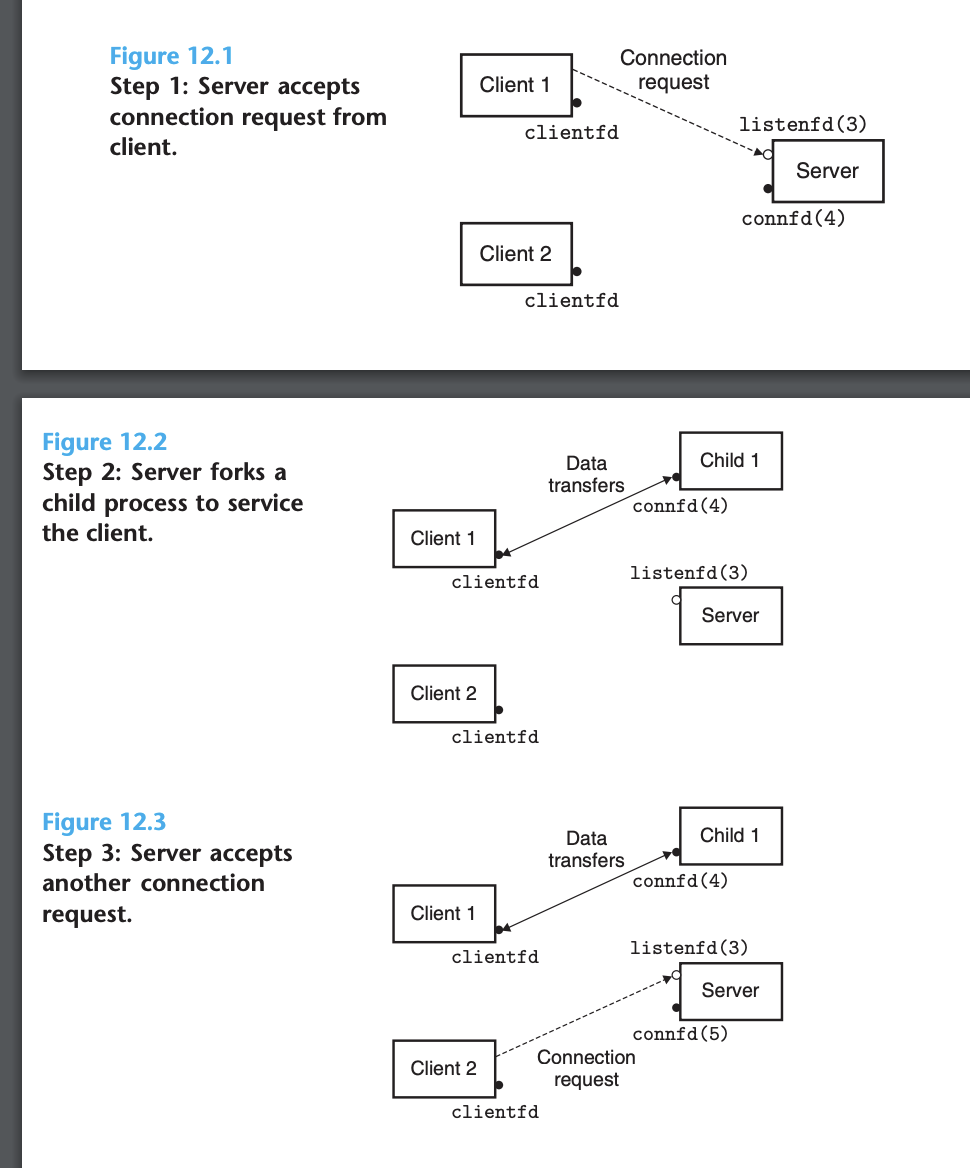 Figure 12.1
Step 1: Server accepts
connection request from
client.
Client 1
clientfd
Connection
request
listenfd(3)
Server
connfd(4)
Client 2
clientfd
Figure 12.2
Step 2: Server forks a
child process to service
the client.
Data
transfers
Child 1
connfd(4)
Client 1
clientfd
listenfd(3)
Server
Client 2
clientfd
Figure 12.3
Step 3: Server accepts
another connection
request.
Data
transfers
Child 1
connfd(4)
Client 1
clientfd
listenfd(3)
Server
connfd(5)
Client 2
Connection
request
clientfd